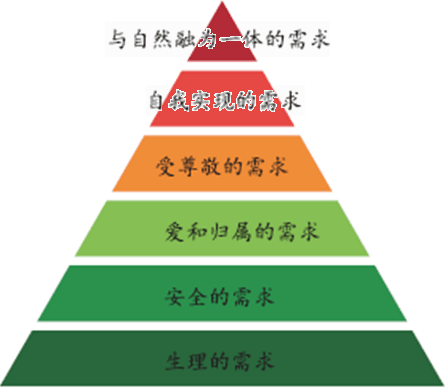 与自然融为一体的需求
自我实现的需求
受尊敬的需求
爱和归属的需求
安全的需求
生理的需求